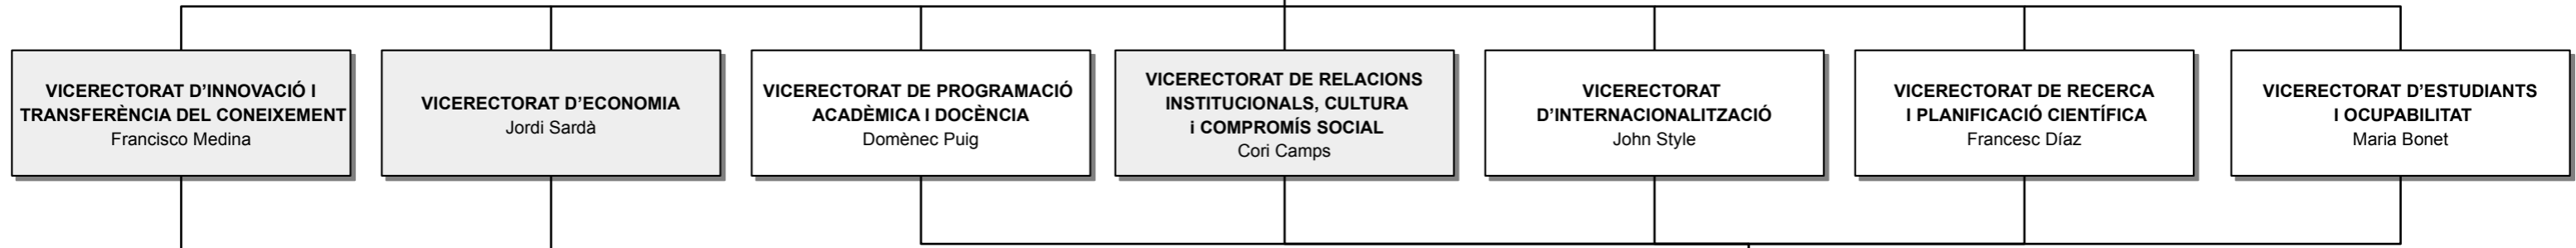 VICERECTORAT D'INNOVACIÓ I
TRANSFERÈNCIA DEL CONEIXEMENT
Francisco Medina
VICERECTORAT D'ECONOMIA
Jordi Sardà
VICERECTORAT DE PROGRAMACIÓ
ACADÈMICA I DOCÈNCIA
Domènec Puig
VICERECTORAT DE RELACIONS
INSTITUCIONALS, CULTURA
i COMPROMÍS SOCIAL
Cori Camps
VICERECTORAT
D'INTERNACIONALITZACIÓ
John Style
VICERECTORAT DE RECERCA
I PLANIFICACIÓ CIENTÍFICA
Francesc Díaz
VICERECTORAT D'ESTUDIANTS
I OCUPABILITAT
Maria Bonet